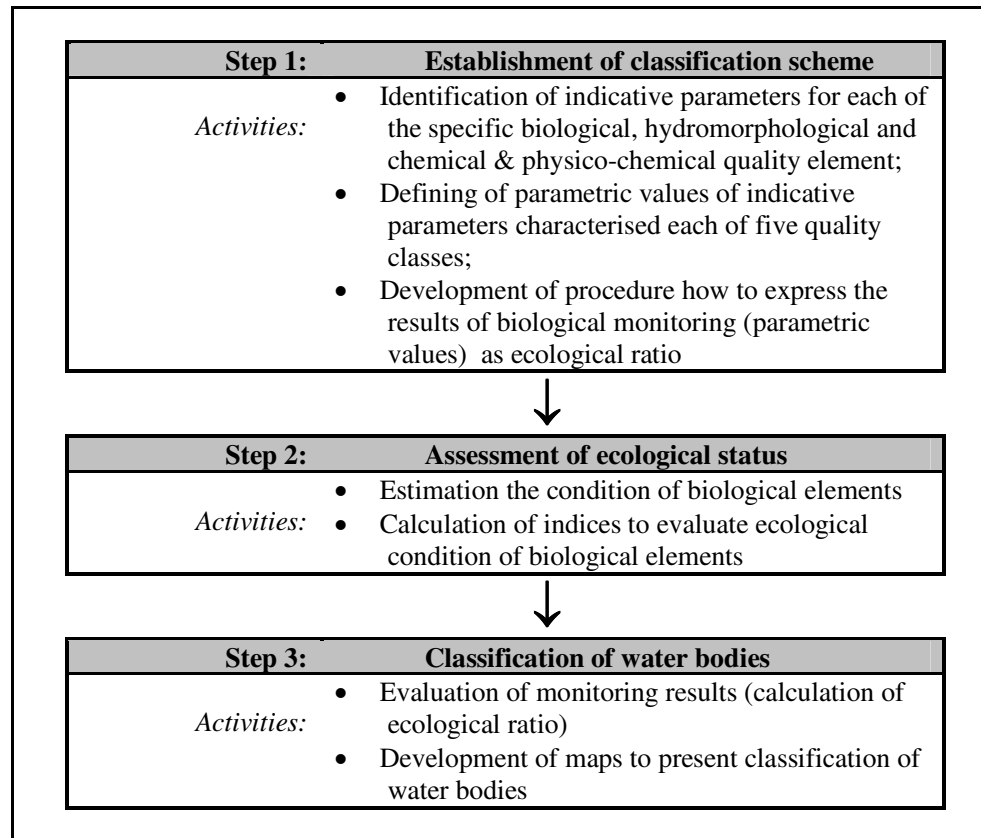 Step 1: Establishment of classification scheme
Activities:
• Identification of indicative parameters for each of
the specific biological, hydromorphological and
chemical & physico-chemical quality element;
• Defining of parametric values of indicative
parameters characterised each of five quality
classes;
• Development of procedure how to express the
results of biological monitoring (parametric
values) as ecological ratio
Step 2: Assessment of ecological status
Activities:
• Estimation the condition of biological elements
• Calculation of indices to evaluate ecological
condition of biological elements
Step 3: Classification of water bodies
Activities:
• Evaluation of monitoring results (calculation of
ecological ratio)
• Development of maps to present classification of
water bodies